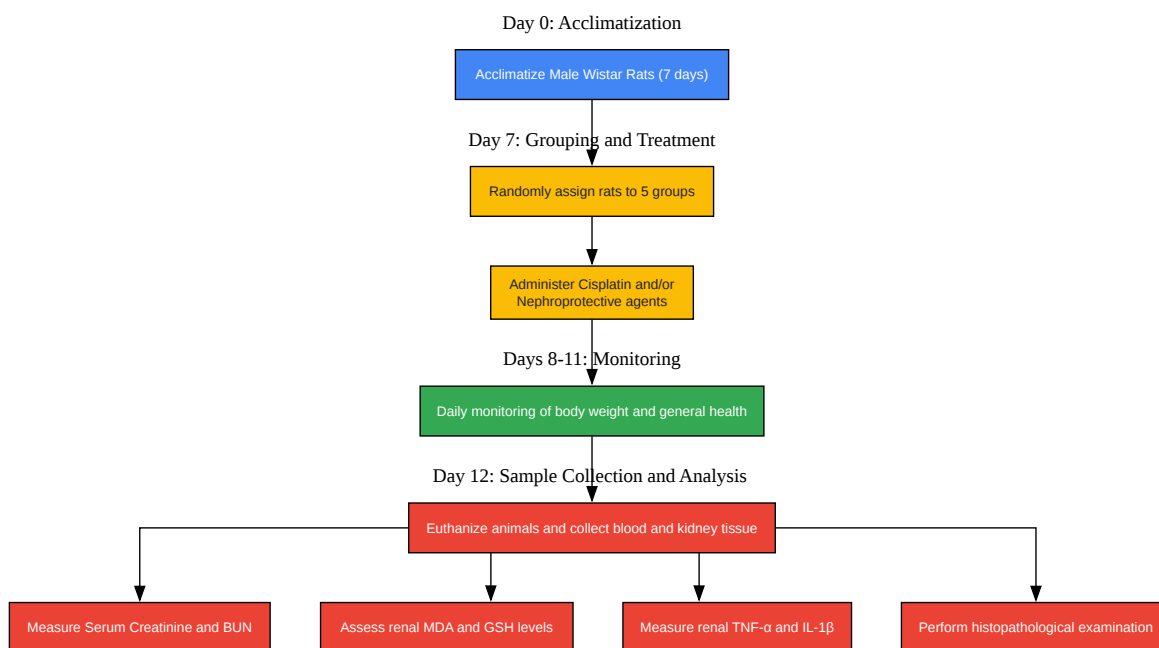 Day 0: Acclimatization
Acclimatize Male Wistar Rats (7 days)
Day 7: Grouping and Treatment
Randomly assign rats to 5 groups
Administer Cisplatin and/or
Nephroprotective agents
Days 8-11: Monitoring
Daily monitoring of body weight and general health
Day 12: Sample Collection and Analysis
Euthanize animals and collect blood and kidney tissue
Measure Serum Creatinine and BUN
Assess renal MDA and GSH levels
Measure renal TNF-α and IL-1β
Perform histopathological examination